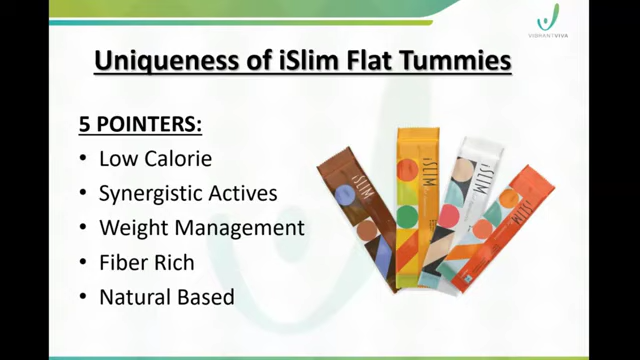 VIBRANTVIVA
Uniqueness of iSlim Flat Tummies
5 POINTERS:
• Low Calorie
• Synergistic Actives
• Weight Management
• Fiber Rich
• Natural Based
iSLIM
iSLIM
iSLIM
iSLIM